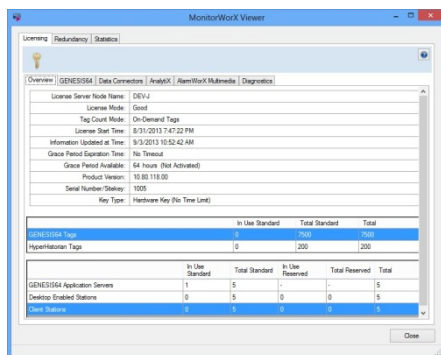 MonitorWorX Viewer
Licensing Redundancy Statistics
Overview GENESIS64 Data Connectors AnalytiX AlarmWorX Multimedia Diagnostics
License Server Node Name: DEV-J
License Mode: Good
Tag Count Mode: On-Demand Tags
License Start Time: 8/31/2013 7:47:22 PM
Information Updated at Time: 9/3/2013 10:52:42 AM
Grace Period Expiration Time: No Timeout
Grace Period Available: 64 hours (Not Activated)
Product Version: 10.80.118.00
Serial Number/Sitekey: 1005
Key Type: Hardware Key (No Time Limit)
In Use Standard Total Standard Total
GENESIS64 Tags 0 7500 7500
HyperHistorian Tags 0 200 200
In Use Standard Total Standard In Use Reserved Total Reserved Total
GENESIS64 Application Servers 1 5 - - 5
Desktop Enabled Stations 0 5 0 0 5
Client Stations 0 5 0 0 5
Close